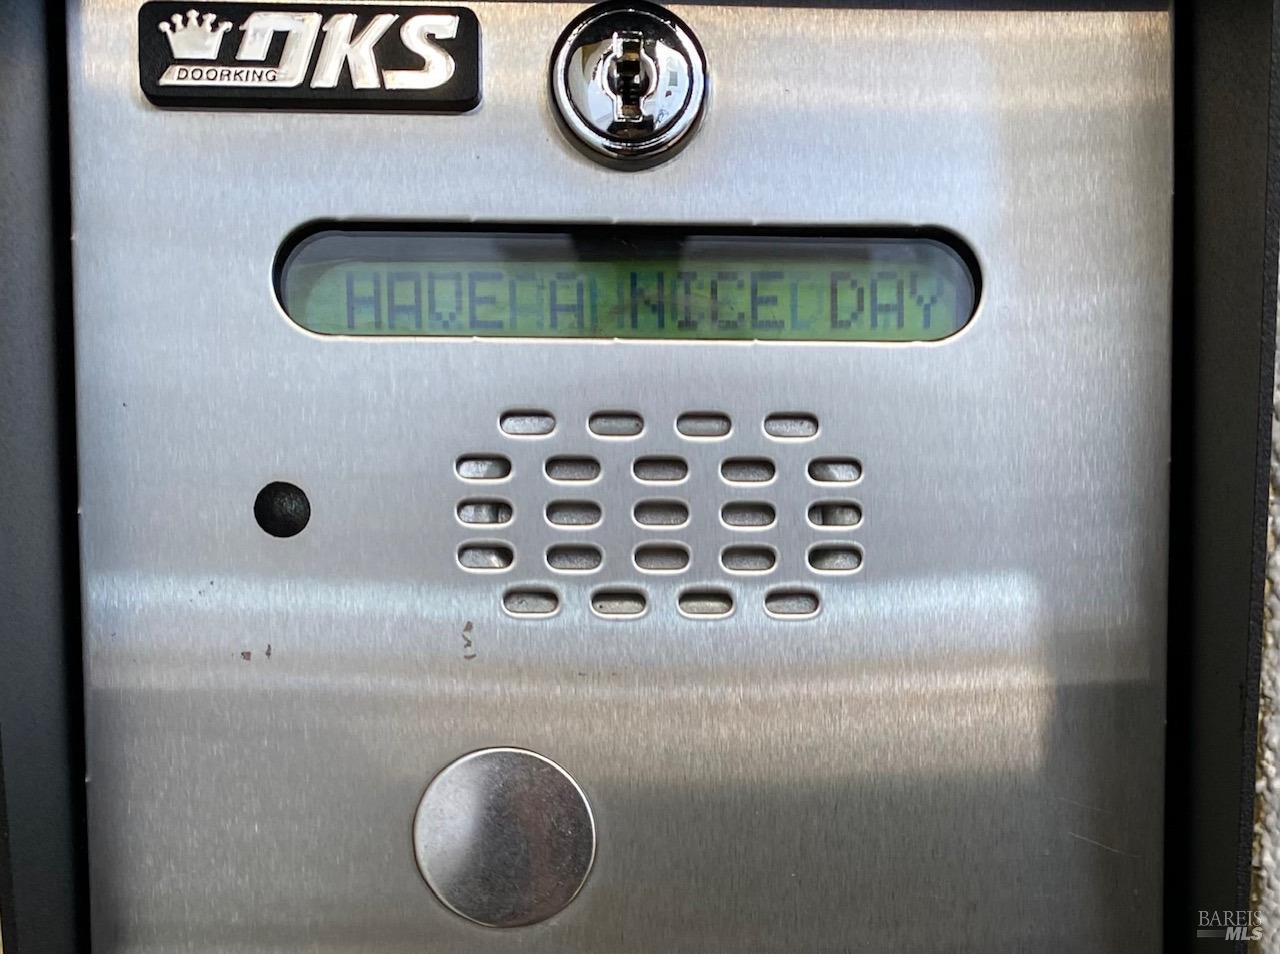 DKS
DOORKING
HAVE A NICE DAY
BAREIS
MLS